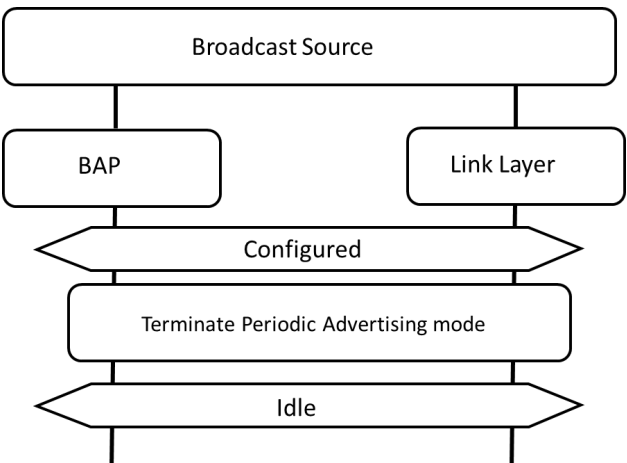 Broadcast Source
BAP
Link Layer
Configured
Terminate Periodic Advertising mode
Idle